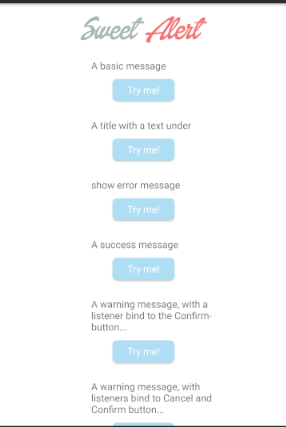 Sweet Alert
A basic message
Try me!
A title with a text under
Try me!
show error message
Try me!
A success message
Try me!
A warning message, with a
listener bind to the Confirm-
button...
Try me!
A warning message, with
listeners bind to Cancel and
Confirm button...